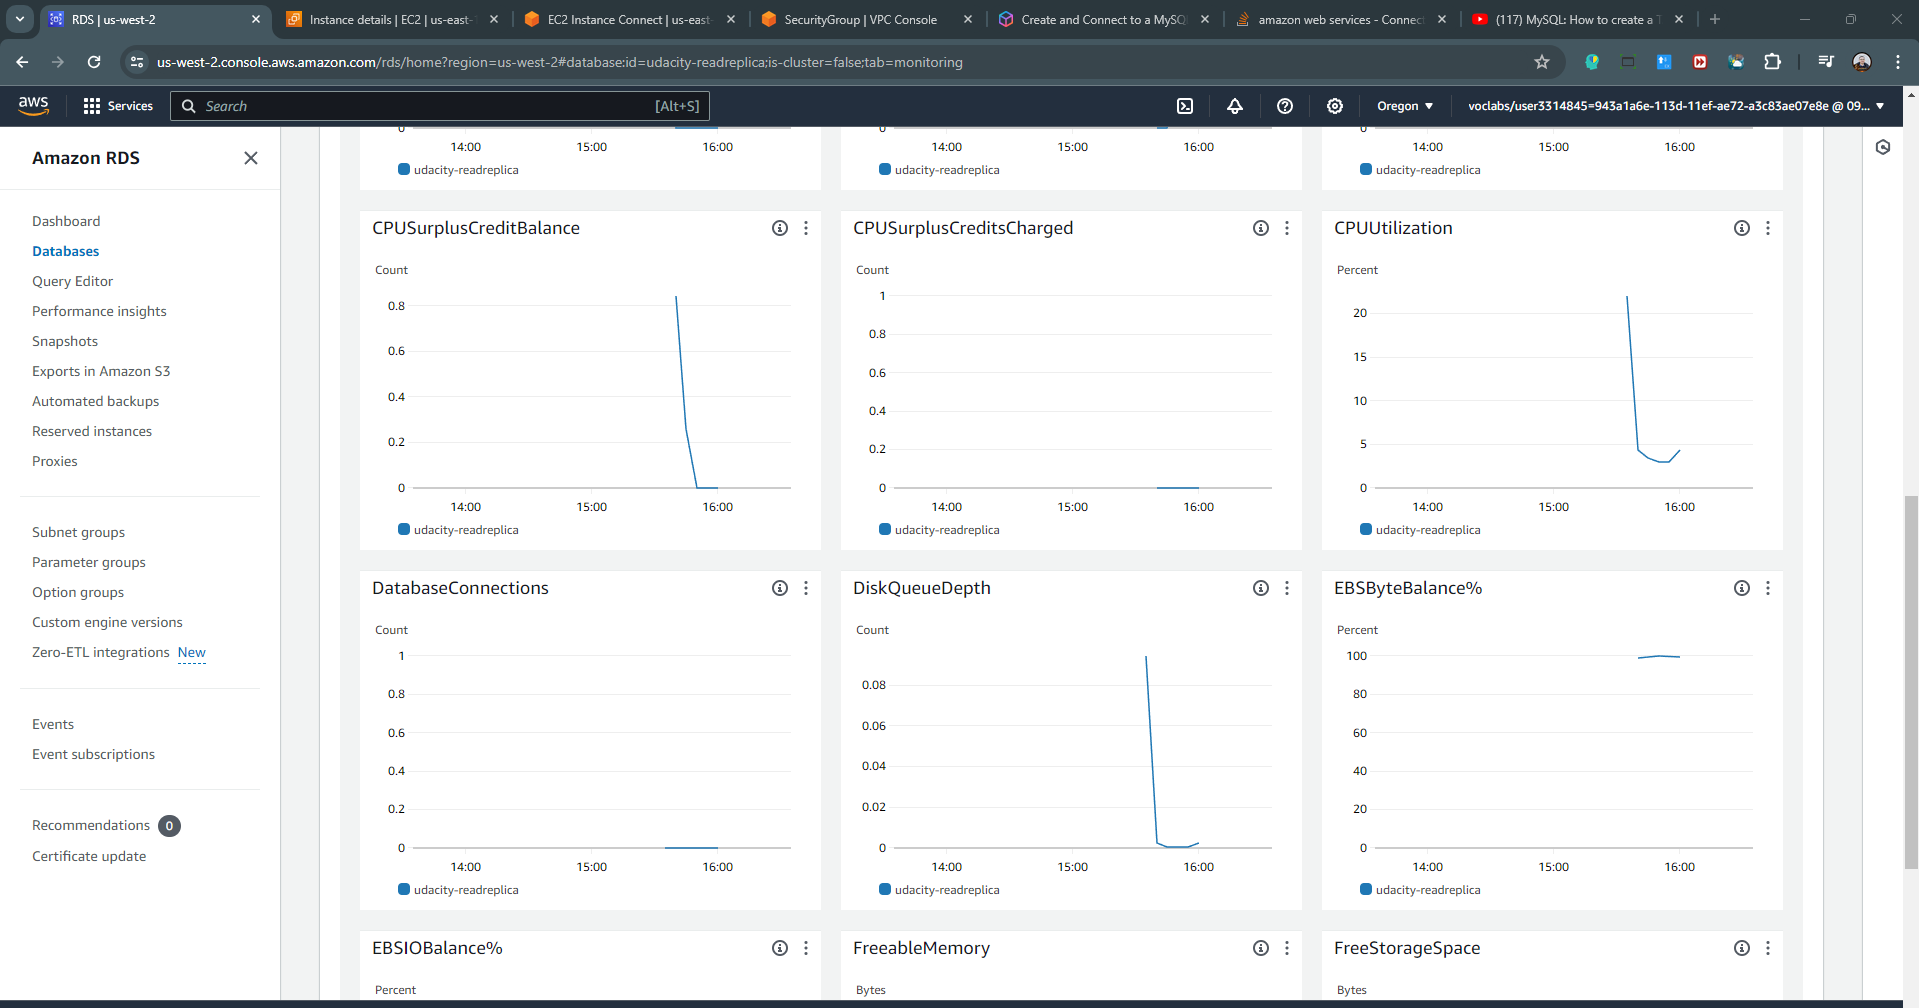 RDS | us-west-2
Instance details | EC2 | us-east-1
EC2 Instance Connect | us-east-
SecurityGroup | VPC Console
Create and Connect to a MySQ
amazon web services - Connec
(117) MySQL: How to create a T
us-west-2.console.aws.amazon.com/rds/home?region=us-west-2#database:id=udacity-readreplica;is-cluster=false;tab=monitoring
aws
Services
Search
[Alt+S]
Oregon
voclabs/user3314845=943a1a6e-113d-11ef-ae72-a3c83ae07e8e @ 09...
Amazon RDS
Dashboard
Databases
Query Editor
Performance insights
Snapshots
Exports in Amazon S3
Automated backups
Reserved instances
Proxies
Subnet groups
Parameter groups
Option groups
Custom engine versions
Zero-ETL integrations New
Events
Event subscriptions
Recommendations 0
Certificate update
0
14:00 15:00 16:00
udacity-readreplica
0
14:00 15:00 16:00
udacity-readreplica
0
14:00 15:00 16:00
udacity-readreplica
CPUSurplusCreditBalance
Count
0.8
0.6
0.4
0.2
0
14:00 15:00 16:00
udacity-readreplica
CPUSurplusCreditsCharged
Count
1
0.8
0.6
0.4
0.2
0
14:00 15:00 16:00
udacity-readreplica
CPUUtilization
Percent
20
15
10
5
0
14:00 15:00 16:00
udacity-readreplica
DatabaseConnections
Count
1
0.8
0.6
0.4
0.2
0
14:00 15:00 16:00
udacity-readreplica
DiskQueueDepth
Count
0.08
0.06
0.04
0.02
0
14:00 15:00 16:00
udacity-readreplica
EBSByteBalance%
Percent
100
80
60
40
20
0
14:00 15:00 16:00
udacity-readreplica
EBSIOBalance%
Percent
FreeableMemory
Bytes
FreeStorageSpace
Bytes